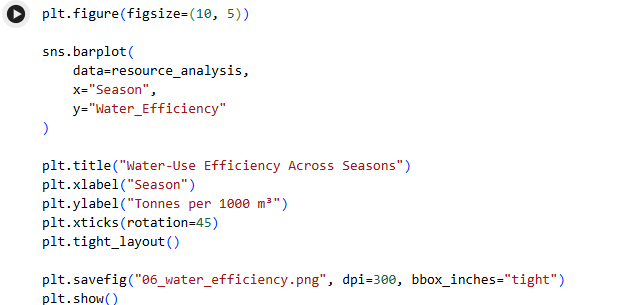 plt.figure(figsize=(10, 5))
sns.barplot(
    data=resource_analysis,
    x="Season",
    y="Water_Efficiency"
)
plt.title("Water-Use Efficiency Across Seasons")
plt.xlabel("Season")
plt.ylabel("Tonnes per 1000 m³")
plt.xticks(rotation=45)
plt.tight_layout()
plt.savefig("06_water_efficiency.png", dpi=300, bbox_inches="tight")
plt.show()